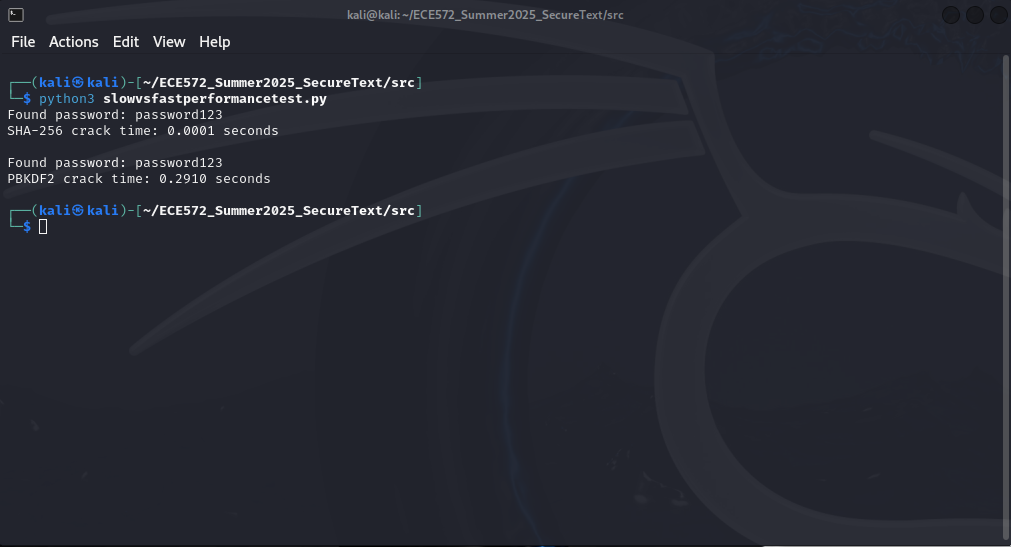 kali@kali: ~/ECE572_Summer2025_SecureText/src
File Actions Edit View Help
┌──(kali㉿kali)-[~/ECE572_Summer2025_SecureText/src]
└─$ python3 slowvsfastperformancetest.py
Found password: password123
SHA-256 crack time: 0.0001 seconds
Found password: password123
PBKDF2 crack time: 0.2910 seconds
┌──(kali㉿kali)-[~/ECE572_Summer2025_SecureText/src]
└─$